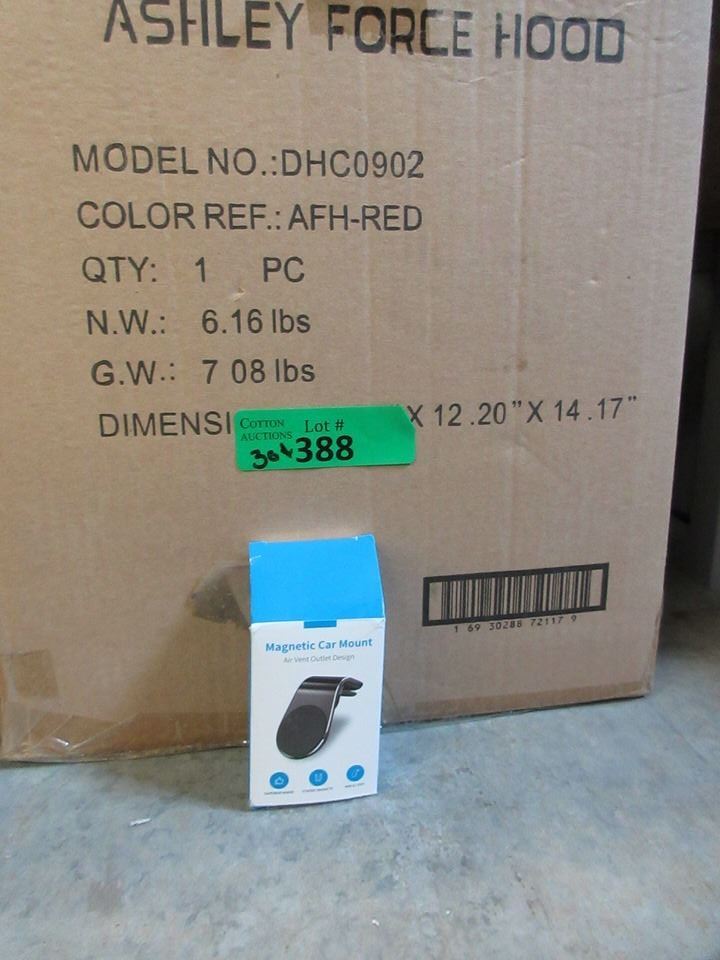 ASHLEY FORCE HOOD
MODEL NO.:DHC0902
COLOR REF.: AFH-RED
QTY: 1 PC
N.W.: 6.16 lbs
G.W.: 7 08 lbs
DIMENSI X 12.20"X 14.17"
COTTON AUCTIONS Lot #
388
1 69 30288 72117 9
Magnetic Car Mount
Air Vent Outlet Design